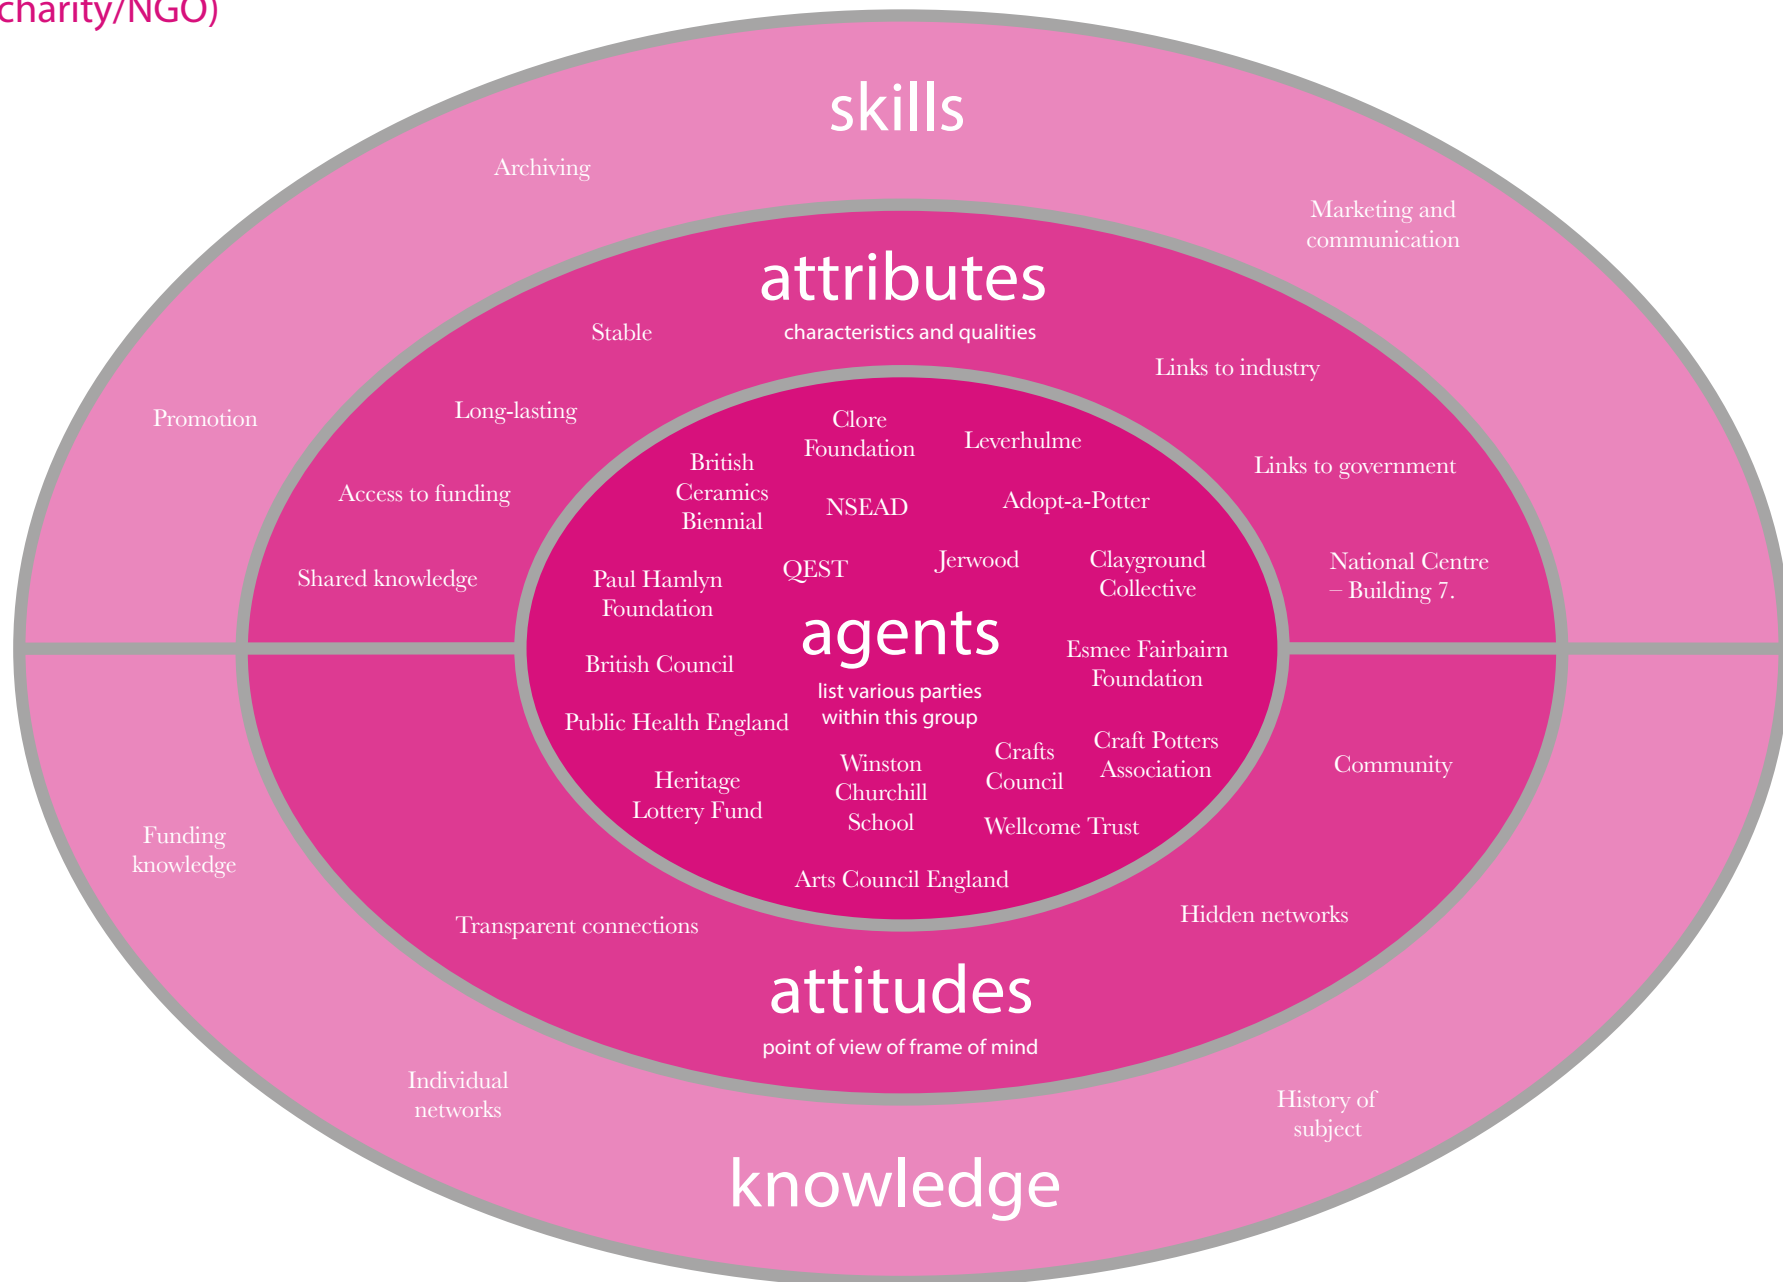 charity/NGO)
skills
Archiving
Marketing and
communication
Promotion
attributes
characteristics and qualities
Stable
Long-lasting
Access to funding
Shared knowledge
Links to industry
Links to government
National Centre
– Building 7.
Clore
Foundation
Leverhulme
British
Ceramics
Biennial
NSEAD
Adopt-a-Potter
QEST
Jerwood
Clayground
Collective
Paul Hamlyn
Foundation
agents
list various parties
within this group
British Council
Esmee Fairbairn
Foundation
Public Health England
Heritage
Lottery Fund
Winston
Churchill
School
Crafts
Council
Craft Potters
Association
Wellcome Trust
Arts Council England
Community
Transparent connections
Hidden networks
attitudes
point of view of frame of mind
Funding
knowledge
Individual
networks
History of
subject
knowledge